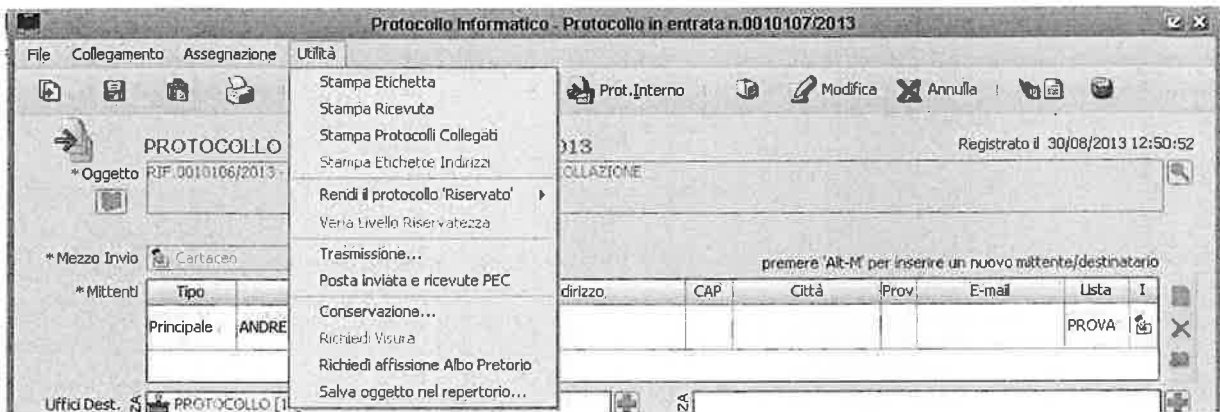 Protocollo Informatico - Protocollo in entrata n.0010107/2013
File Collegamento Assegnazione Utilità
Prot.Interno Modifica Annulla
Stampa Etichetta
Stampa Ricevuta
Stampa Protocolli Collegati
Stampa Etichette Indirizzi
Rendi il protocollo 'Riservato'
Varia Livello Riservatezza
Trasmissione...
Posta inviata e ricevute PEC
Conservazione...
Richiedi Visura
Richiedi affissione Albo Pretorio
Salva oggetto nel repertorio...
PROTOCOLLO 013 Registrato il 30/08/2013 12:50:52
*Oggetto RIF.0010106/2013 - COLLAZIONE
*Mezzo Invio Cartaceo
premere 'Alt-M' per inserire un nuovo mittente/destinatario
*Mittenti Tipo dirizzo CAP Città Prov E-mail Lista I
Principale ANDRE PROVA
Uffici Dest. ZA PROTOCOLLO [1 ZA